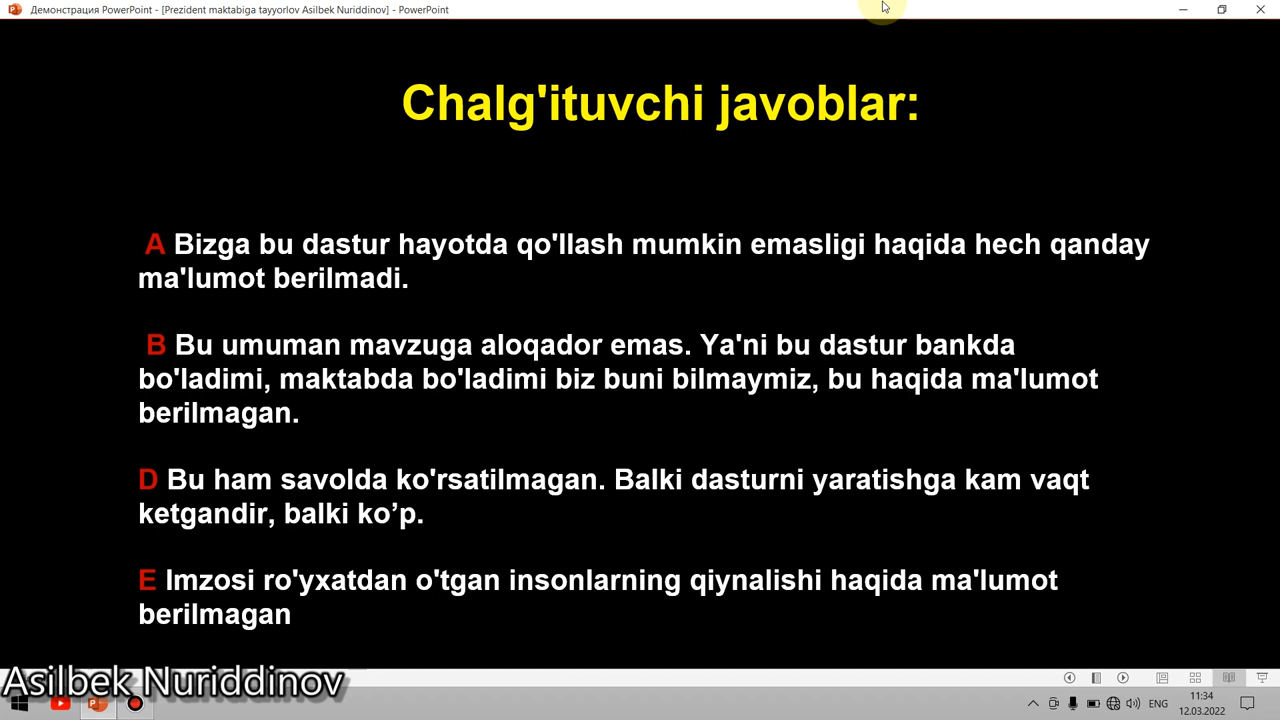 Демонстрация PowerPoint - [Prezident maktabiga tayyorlov Asilbek Nuriddinov] - PowerPoint
Chalg'ituvchi javoblar:
A Bizga bu dastur hayotda qo'llash mumkin emasligi haqida hech qanday
ma'lumot berilmadi.
B Bu umuman mavzuga aloqador emas. Ya'ni bu dastur bankda
bo'ladimi, maktabda bo'ladimi biz buni bilmaymiz, bu haqida ma'lumot
berilmagan.
D Bu ham savolda ko'rsatilmagan. Balki dasturni yaratishga kam vaqt
ketgandir, balki ko’p.
E Imzosi ro'yxatdan o'tgan insonlarning qiynalishi haqida ma'lumot
berilmagan
Asilbek Nuriddinov
ENG
11:34
12.03.2022